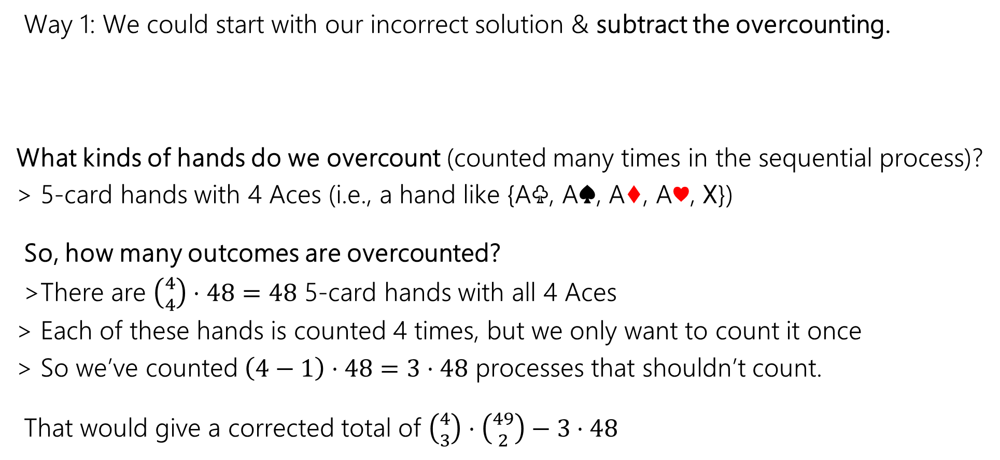 Way 1: We could start with our incorrect solution & subtract the overcounting.
What kinds of hands do we overcount (counted many times in the sequential process)?
> 5-card hands with 4 Aces (i.e., a hand like {A♧, A♠, A♦, A♥, X})
So, how many outcomes are overcounted?
>There are (4 4) · 48 = 48 5-card hands with all 4 Aces
> Each of these hands is counted 4 times, but we only want to count it once
> So we’ve counted (4 − 1) · 48 = 3 · 48 processes that shouldn’t count.
That would give a corrected total of (4 3) · (49 2) − 3 · 48